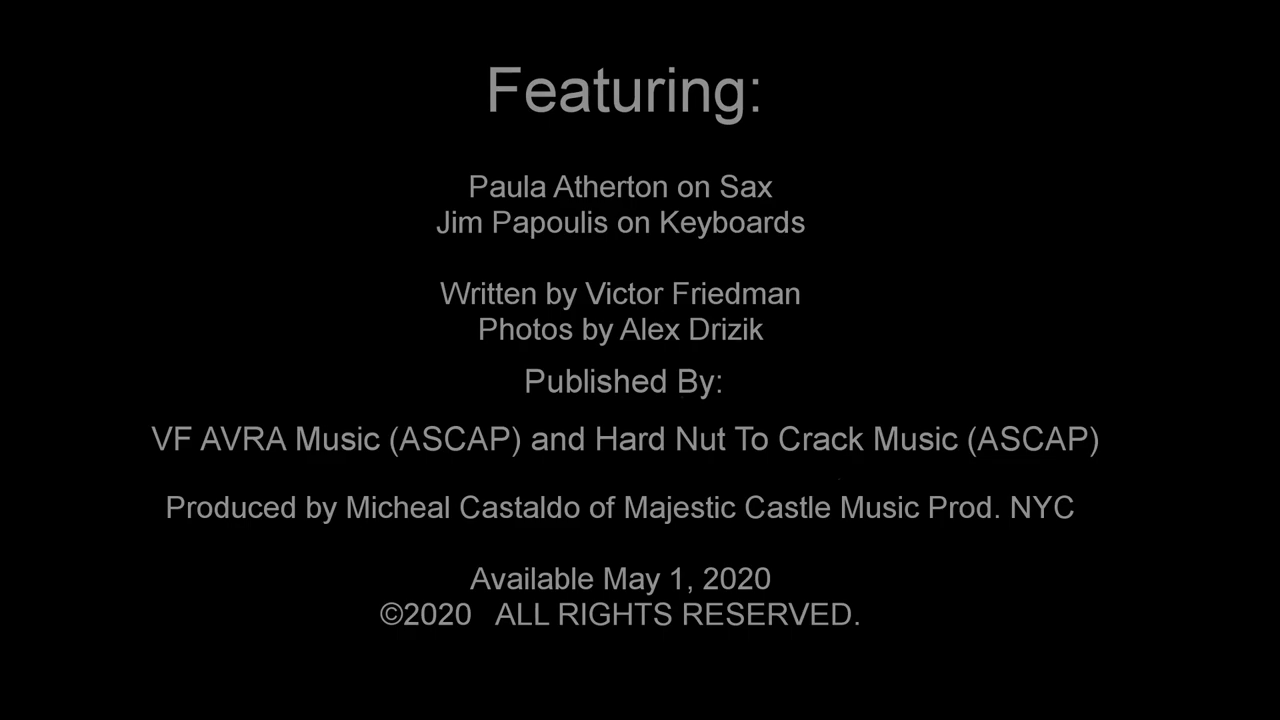 Featuring:
Paula Atherton on Sax
Jim Papoulis on Keyboards
Written by Victor Friedman
Photos by Alex Drizik
Published By:
VF AVRA Music (ASCAP) and Hard Nut To Crack Music (ASCAP)
Produced by Micheal Castaldo of Majestic Castle Music Prod. NYC
Available May 1, 2020
©2020 ALL RIGHTS RESERVED.